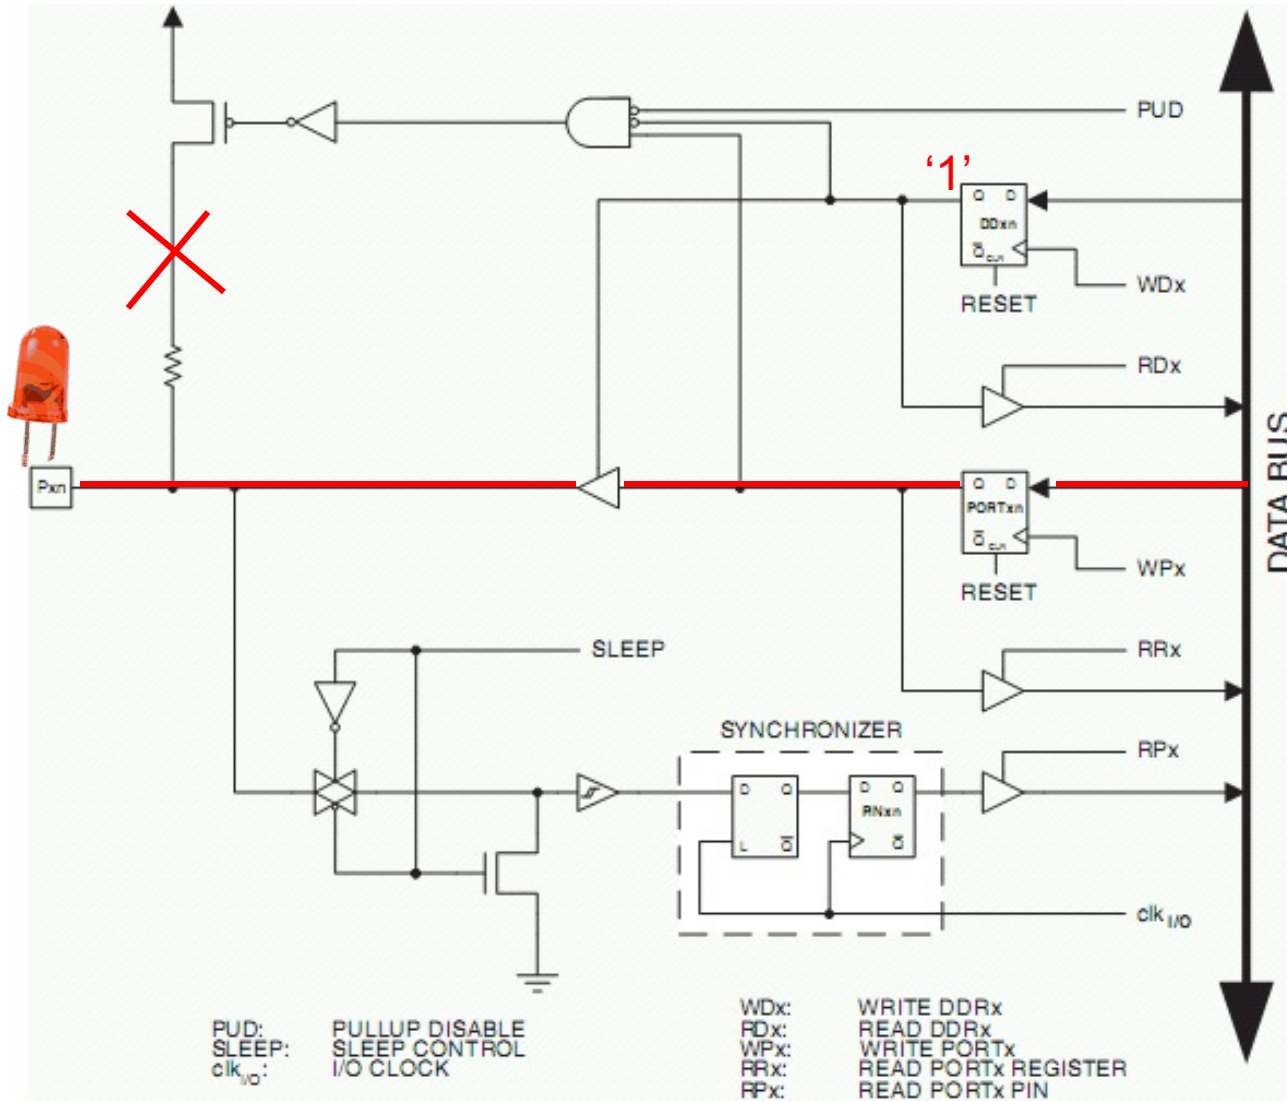 PUD
'1'
Q D
DDxn
Q CLR
WDx
RESET
RDx
Pxn
Q D
PORTxn
Q CLR
WPx
RESET
DATA BUS
SLEEP
RRx
SYNCHRONIZER
RPx
D Q
D Q
RNxn
L Q
Q
clk I/O
PUD: PULLUP DISABLE
SLEEP: SLEEP CONTROL
clk I/O: I/O CLOCK
WDx: WRITE DDRx
RDx: READ DDRx
WPx: WRITE PORTx
RRx: READ PORTx REGISTER
RPx: READ PORTx PIN